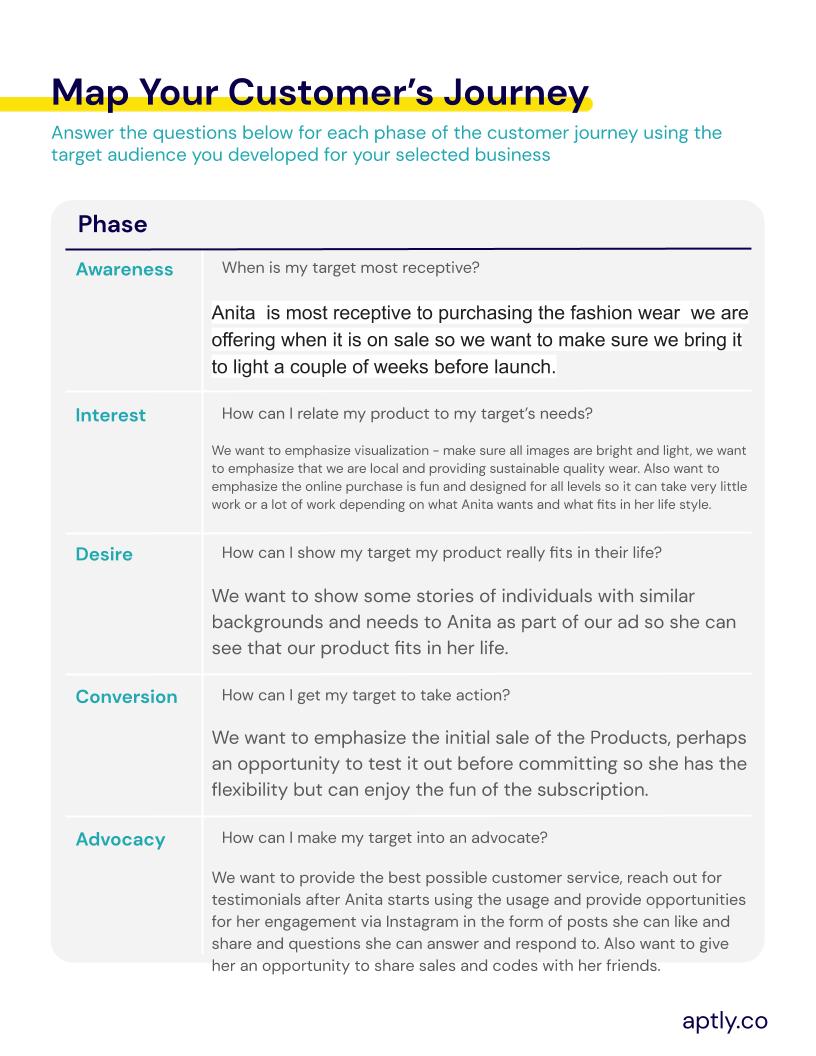 Map Your Customer’s Journey
Answer the questions below for each phase of the customer journey using the
target audience you developed for your selected business
Phase
Awareness
When is my target most receptive?
Anita  is most receptive to purchasing the fashion wear  we are
offering when it is on sale so we want to make sure we bring it
to light a couple of weeks before launch.
Interest
How can I relate my product to my target’s needs?
We want to emphasize visualization - make sure all images are bright and light, we want
to emphasize that we are local and providing sustainable quality wear. Also want to
emphasize the online purchase is fun and designed for all levels so it can take very little
work or a lot of work depending on what Anita wants and what fits in her life style.
Desire
How can I show my target my product really fits in their life?
We want to show some stories of individuals with similar
backgrounds and needs to Anita as part of our ad so she can
see that our product fits in her life.
Conversion
How can I get my target to take action?
We want to emphasize the initial sale of the Products, perhaps
an opportunity to test it out before committing so she has the
flexibility but can enjoy the fun of the subscription.
Advocacy
How can I make my target into an advocate?
We want to provide the best possible customer service, reach out for
testimonials after Anita starts using the usage and provide opportunities
for her engagement via Instagram in the form of posts she can like and
share and questions she can answer and respond to. Also want to give
her an opportunity to share sales and codes with her friends.
aptly.co